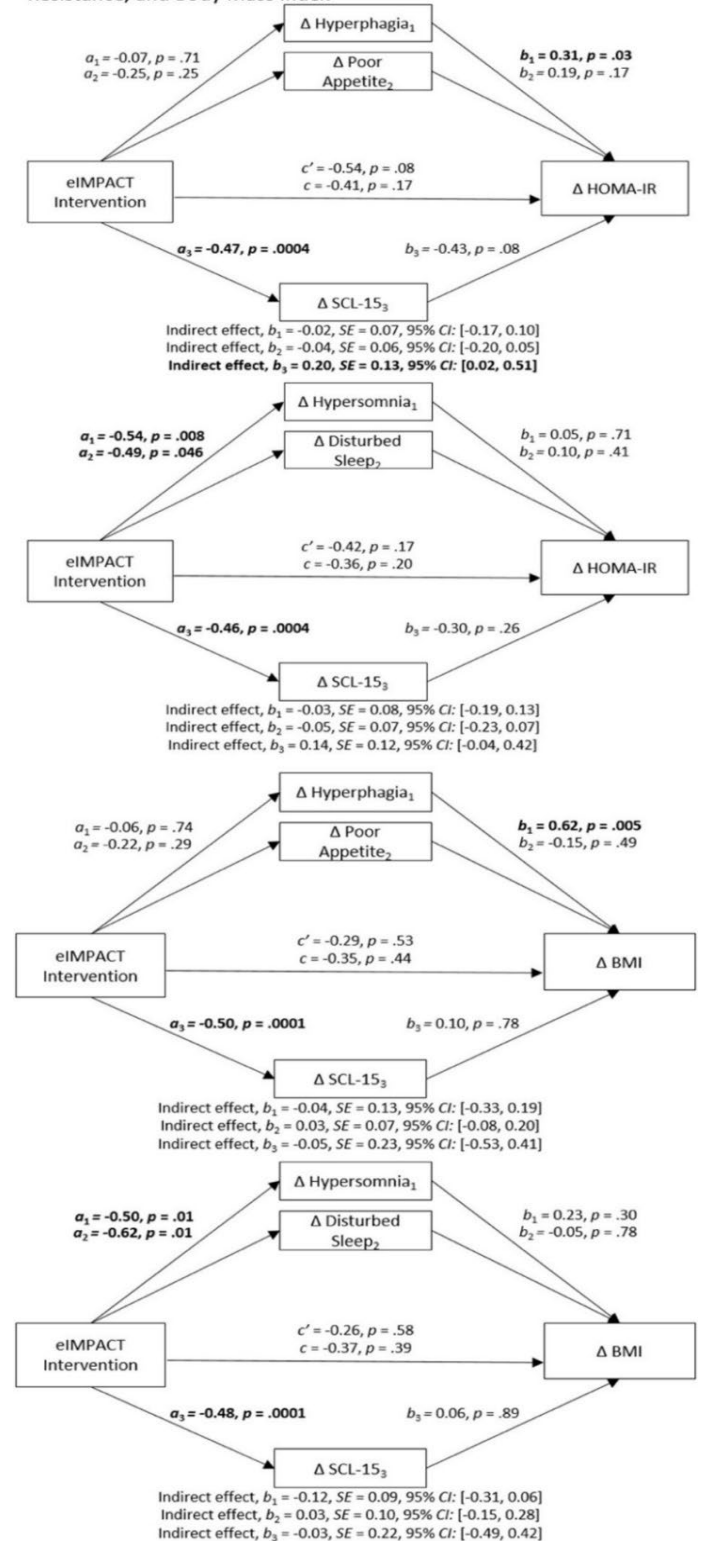 Δ Hyperphagia₁
a₁ = -0.07, p = .71
a₂ = -0.25, p = .25
b₁ = 0.31, p = .03
b₂ = 0.19, p = .17
Δ Poor
Appetite₂
eIMPACT
Intervention
c’ = -0.54, p = .08
c = -0.41, p = .17
Δ HOMA-IR
a₃ = -0.47, p = .0004
b₃ = -0.43, p = .08
Δ SCL-15₃
Indirect effect, b₁ = -0.02, SE = 0.07, 95% CI: [-0.17, 0.10]
Indirect effect, b₂ = -0.04, SE = 0.06, 95% CI: [-0.20, 0.05]
Indirect effect, b₃ = 0.20, SE = 0.13, 95% CI: [0.02, 0.51]
Δ Hypersomnia₁
a₁ = -0.54, p = .008
a₂ = -0.49, p = .046
b₁ = 0.05, p = .71
b₂ = 0.10, p = .41
Δ Disturbed
Sleep₂
eIMPACT
Intervention
c’ = -0.42, p = .17
c = -0.36, p = .20
Δ HOMA-IR
a₃ = -0.46, p = .0004
b₃ = -0.30, p = .26
Δ SCL-15₃
Indirect effect, b₁ = -0.03, SE = 0.08, 95% CI: [-0.19, 0.13]
Indirect effect, b₂ = -0.05, SE = 0.07, 95% CI: [-0.23, 0.07]
Indirect effect, b₃ = 0.14, SE = 0.12, 95% CI: [-0.04, 0.42]
Δ Hyperphagia₁
a₁ = -0.06, p = .74
a₂ = -0.22, p = .29
b₁ = 0.62, p = .005
b₂ = -0.15, p = .49
Δ Poor
Appetite₂
eIMPACT
Intervention
c’ = -0.29, p = .53
c = -0.35, p = .44
Δ BMI
a₃ = -0.50, p = .0001
b₃ = 0.10, p = .78
Δ SCL-15₃
Indirect effect, b₁ = -0.04, SE = 0.13, 95% CI: [-0.33, 0.19]
Indirect effect, b₂ = 0.03, SE = 0.07, 95% CI: [-0.08, 0.20]
Indirect effect, b₃ = -0.05, SE = 0.23, 95% CI: [-0.53, 0.41]
Δ Hypersomnia₁
a₁ = -0.50, p = .01
a₂ = -0.62, p = .01
b₁ = 0.23, p = .30
b₂ = -0.05, p = .78
Δ Disturbed
Sleep₂
eIMPACT
Intervention
c’ = -0.26, p = .58
c = -0.37, p = .39
Δ BMI
a₃ = -0.48, p = .0001
b₃ = 0.06, p = .89
Δ SCL-15₃
Indirect effect, b₁ = -0.12, SE = 0.09, 95% CI: [-0.31, 0.06]
Indirect effect, b₂ = 0.03, SE = 0.10, 95% CI: [-0.15, 0.28]
Indirect effect, b₃ = -0.03, SE = 0.22, 95% CI: [-0.49, 0.42]